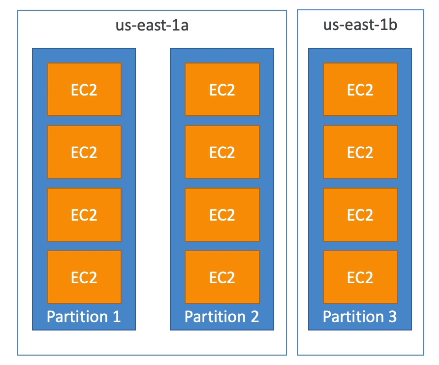 us-east-1a
us-east-1b
EC2
EC2
EC2
EC2
Partition 1
EC2
EC2
EC2
EC2
Partition 2
EC2
EC2
EC2
EC2
Partition 3